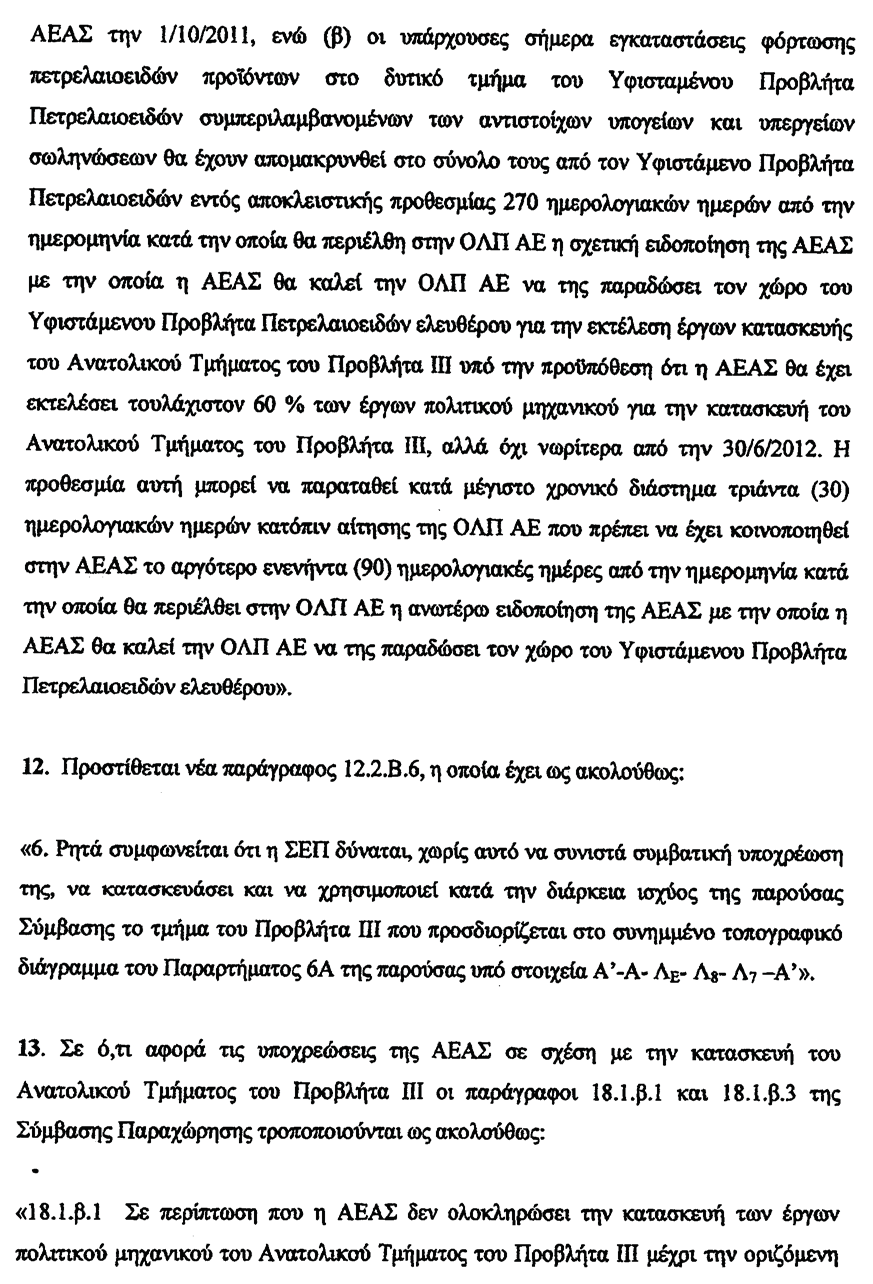 ΑΕΑΣ την 1/10/2011, ενώ (β) οι υπάρχουσες σήμερα εγκαταστάσεις φόρτωσης
πετρελαιοειδών προϊόντων στο δυτικό τμήμα του Υφισταμένου Προβλήτα
Πετρελαιοειδών συμπεριλαμβανομένων των αντιστοίχων υπογείων και υπεργείων
σωληνώσεων θα έχουν απομακρυνθεί στο σύνολο τους από τον Υφιστάμενο Προβλήτα
Πετρελαιοειδών εντός αποκλειστικής προθεσμίας 270 ημερολογιακών ημερών από την
ημερομηνία κατά την οποία θα περιέλθη στην ΟΛΠ ΑΕ η σχετική ειδοποίηση της ΑΕΑΣ
με την οποία η ΑΕΑΣ θα καλεί την ΟΛΠ ΑΕ να της παραδώσει τον χώρο του
Υφιστάμενου Προβλήτα Πετρελαιοειδών ελευθέρου για την εκτέλεση έργων κατασκευής
του Ανατολικού Τμήματος του Προβλήτα ΙΙΙ υπό την προϋπόθεση ότι η ΑΕΑΣ θα έχει
εκτελέσει τουλάχιστον 60 % των έργων πολιτικού μηχανικού για την κατασκευή του
Ανατολικού Τμήματος του Προβλήτα ΙΙΙ, αλλά όχι νωρίτερα από την 30/6/2012. Η
προθεσμία αυτή μπορεί να παραταθεί κατά μέγιστο χρονικό διάστημα τριάντα (30)
ημερολογιακών ημερών κατόπιν αίτησης της ΟΛΠ ΑΕ που πρέπει να έχει κοινοποιηθεί
στην ΑΕΑΣ το αργότερο ενενήντα (90) ημερολογιακές ημέρες από την ημερομηνία κατά
την οποία θα περιέλθει στην ΟΛΠ ΑΕ η ανωτέρω ειδοποίηση της ΑΕΑΣ με την οποία η
ΑΕΑΣ θα καλεί την ΟΛΠ ΑΕ να της παραδώσει τον χώρο του Υφιστάμενου Προβλήτα
Πετρελαιοειδών ελευθέρου».
12. Προστίθεται νέα παράγραφος 12.2.Β.6, η οποία έχει ως ακολούθως:
«6. Ρητά συμφωνείται ότι η ΣΕΠ δύναται, χωρίς αυτό να συνιστά συμβατική υποχρέωση
της, να κατασκευάσει και να χρησιμοποιεί κατά την διάρκεια ισχύος της παρούσας
Σύμβασης το τμήμα του Προβλήτα ΙΙΙ που προσδιορίζεται στο συνημμένο τοπογραφικό
διάγραμμα του Παραρτήματος 6Α της παρούσας υπό στοιχεία Α’-Α- Λ_Ε- Λ₈- Λ₇ –Α’».
13. Σε ό,τι αφορά τις υποχρεώσεις της ΑΕΑΣ σε σχέση με την κατασκευή του
Ανατολικού Τμήματος του Προβλήτα ΙΙΙ οι παράγραφοι 18.1.β.1 και 18.1.β.3 της
Σύμβασης Παραχώρησης τροποποιούνται ως ακολούθως:
«18.1.β.1 Σε περίπτωση που η ΑΕΑΣ δεν ολοκληρώσει την κατασκευή των έργων
πολιτικού μηχανικού του Ανατολικού Τμήματος του Προβλήτα ΙΙΙ μέχρι την οριζόμενη